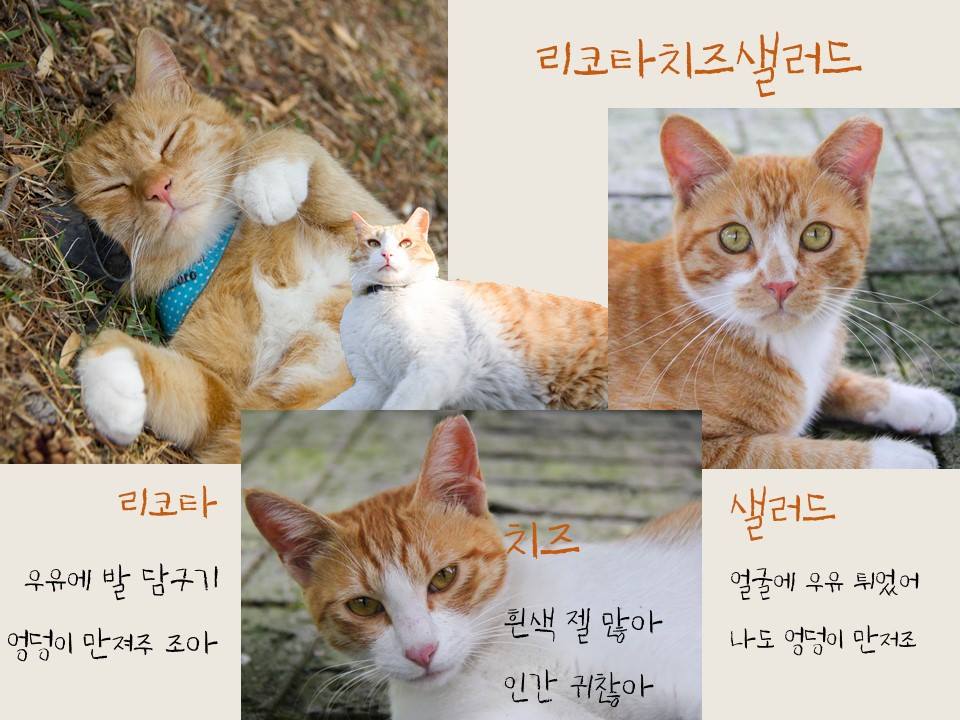 리코타치즈샐러드
리코타
우유에 발 담구기
엉덩이 만져주 조아
치즈
흰색 젤 많아
인간 귀찮아
샐러드
얼굴에 우유 튀었어
나도 엉덩이 만저조